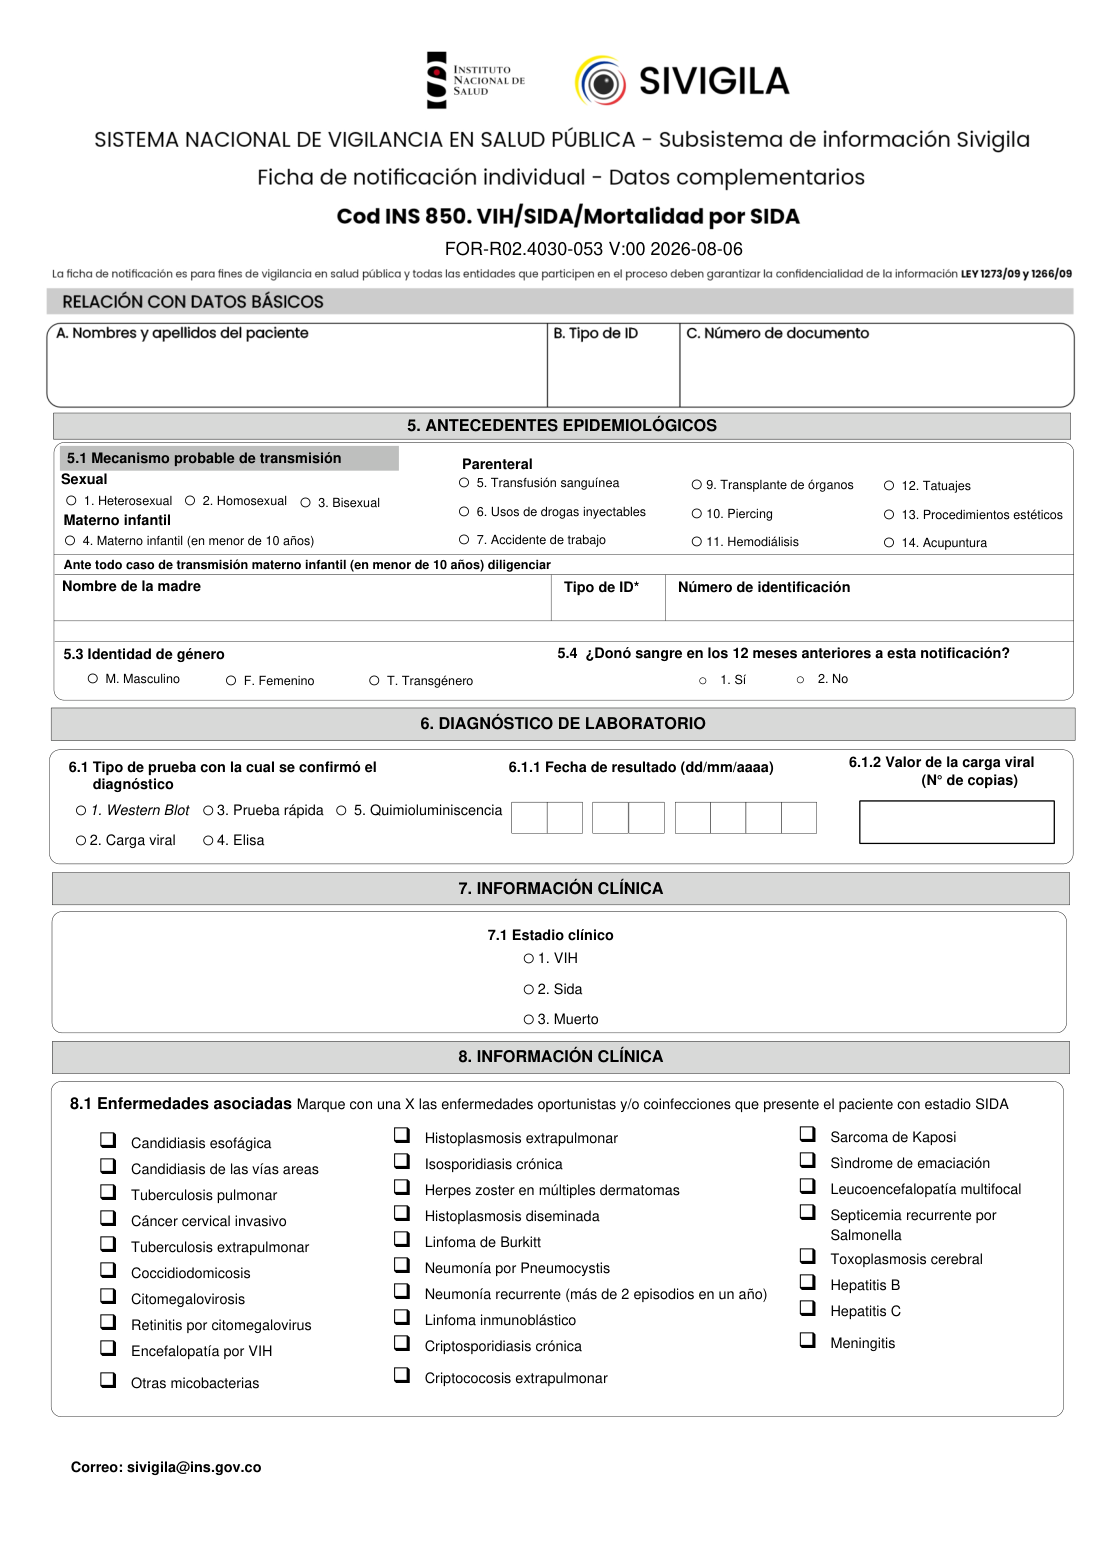 INSTITUTO
NACIONAL DE
SALUD
SIVIGILA
SISTEMA NACIONAL DE VIGILANCIA EN SALUD PÚBLICA - Subsistema de información Sivigila
Ficha de notificación individual - Datos complementarios
Cod INS 850. VIH/SIDA/Mortalidad por SIDA
FOR-R02.4030-053 V:00 2026-08-06
La ficha de notificación es para fines de vigilancia en salud pública y todas las entidades que participen en el proceso deben garantizar la confidencialidad de la información LEY 1273/09 y 1266/09
RELACIÓN CON DATOS BÁSICOS
A. Nombres y apellidos del paciente
B. Tipo de ID
C. Número de documento
5. ANTECEDENTES EPIDEMIOLÓGICOS
5.1 Mecanismo probable de transmisión
Sexual
1. Heterosexual 2. Homosexual 3. Bisexual
Materno infantil
4. Materno infantil (en menor de 10 años)
Parenteral
5. Transfusión sanguínea
6. Usos de drogas inyectables
7. Accidente de trabajo
9. Transplante de órganos
10. Piercing
11. Hemodiálisis
12. Tatuajes
13. Procedimientos estéticos
14. Acupuntura
Ante todo caso de transmisión materno infantil (en menor de 10 años) diligenciar
Nombre de la madre
Tipo de ID*
Número de identificación
5.3 Identidad de género
M. Masculino F. Femenino T. Transgénero
5.4 ¿Donó sangre en los 12 meses anteriores a esta notificación?
1. Sí 2. No
6. DIAGNÓSTICO DE LABORATORIO
6.1 Tipo de prueba con la cual se confirmó el
diagnóstico
1. Western Blot 3. Prueba rápida 5. Quimioluminiscencia
2. Carga viral 4. Elisa
6.1.1 Fecha de resultado (dd/mm/aaaa)
6.1.2 Valor de la carga viral
(N° de copias)
7. INFORMACIÓN CLÍNICA
7.1 Estadio clínico
1. VIH
2. Sida
3. Muerto
8. INFORMACIÓN CLÍNICA
8.1 Enfermedades asociadas Marque con una X las enfermedades oportunistas y/o coinfecciones que presente el paciente con estadio SIDA
Candidiasis esofágica
Candidiasis de las vías areas
Tuberculosis pulmonar
Cáncer cervical invasivo
Tuberculosis extrapulmonar
Coccidiodomicosis
Citomegalovirosis
Retinitis por citomegalovirus
Encefalopatía por VIH
Otras micobacterias
Histoplasmosis extrapulmonar
Isosporidiasis crónica
Herpes zoster en múltiples dermatomas
Histoplasmosis diseminada
Linfoma de Burkitt
Neumonía por Pneumocystis
Neumonía recurrente (más de 2 episodios en un año)
Linfoma inmunoblástico
Criptosporidiasis crónica
Criptococosis extrapulmonar
Sarcoma de Kaposi
Sìndrome de emaciación
Leucoencefalopatía multifocal
Septicemia recurrente por
Salmonella
Toxoplasmosis cerebral
Hepatitis B
Hepatitis C
Meningitis
Correo: sivigila@ins.gov.co